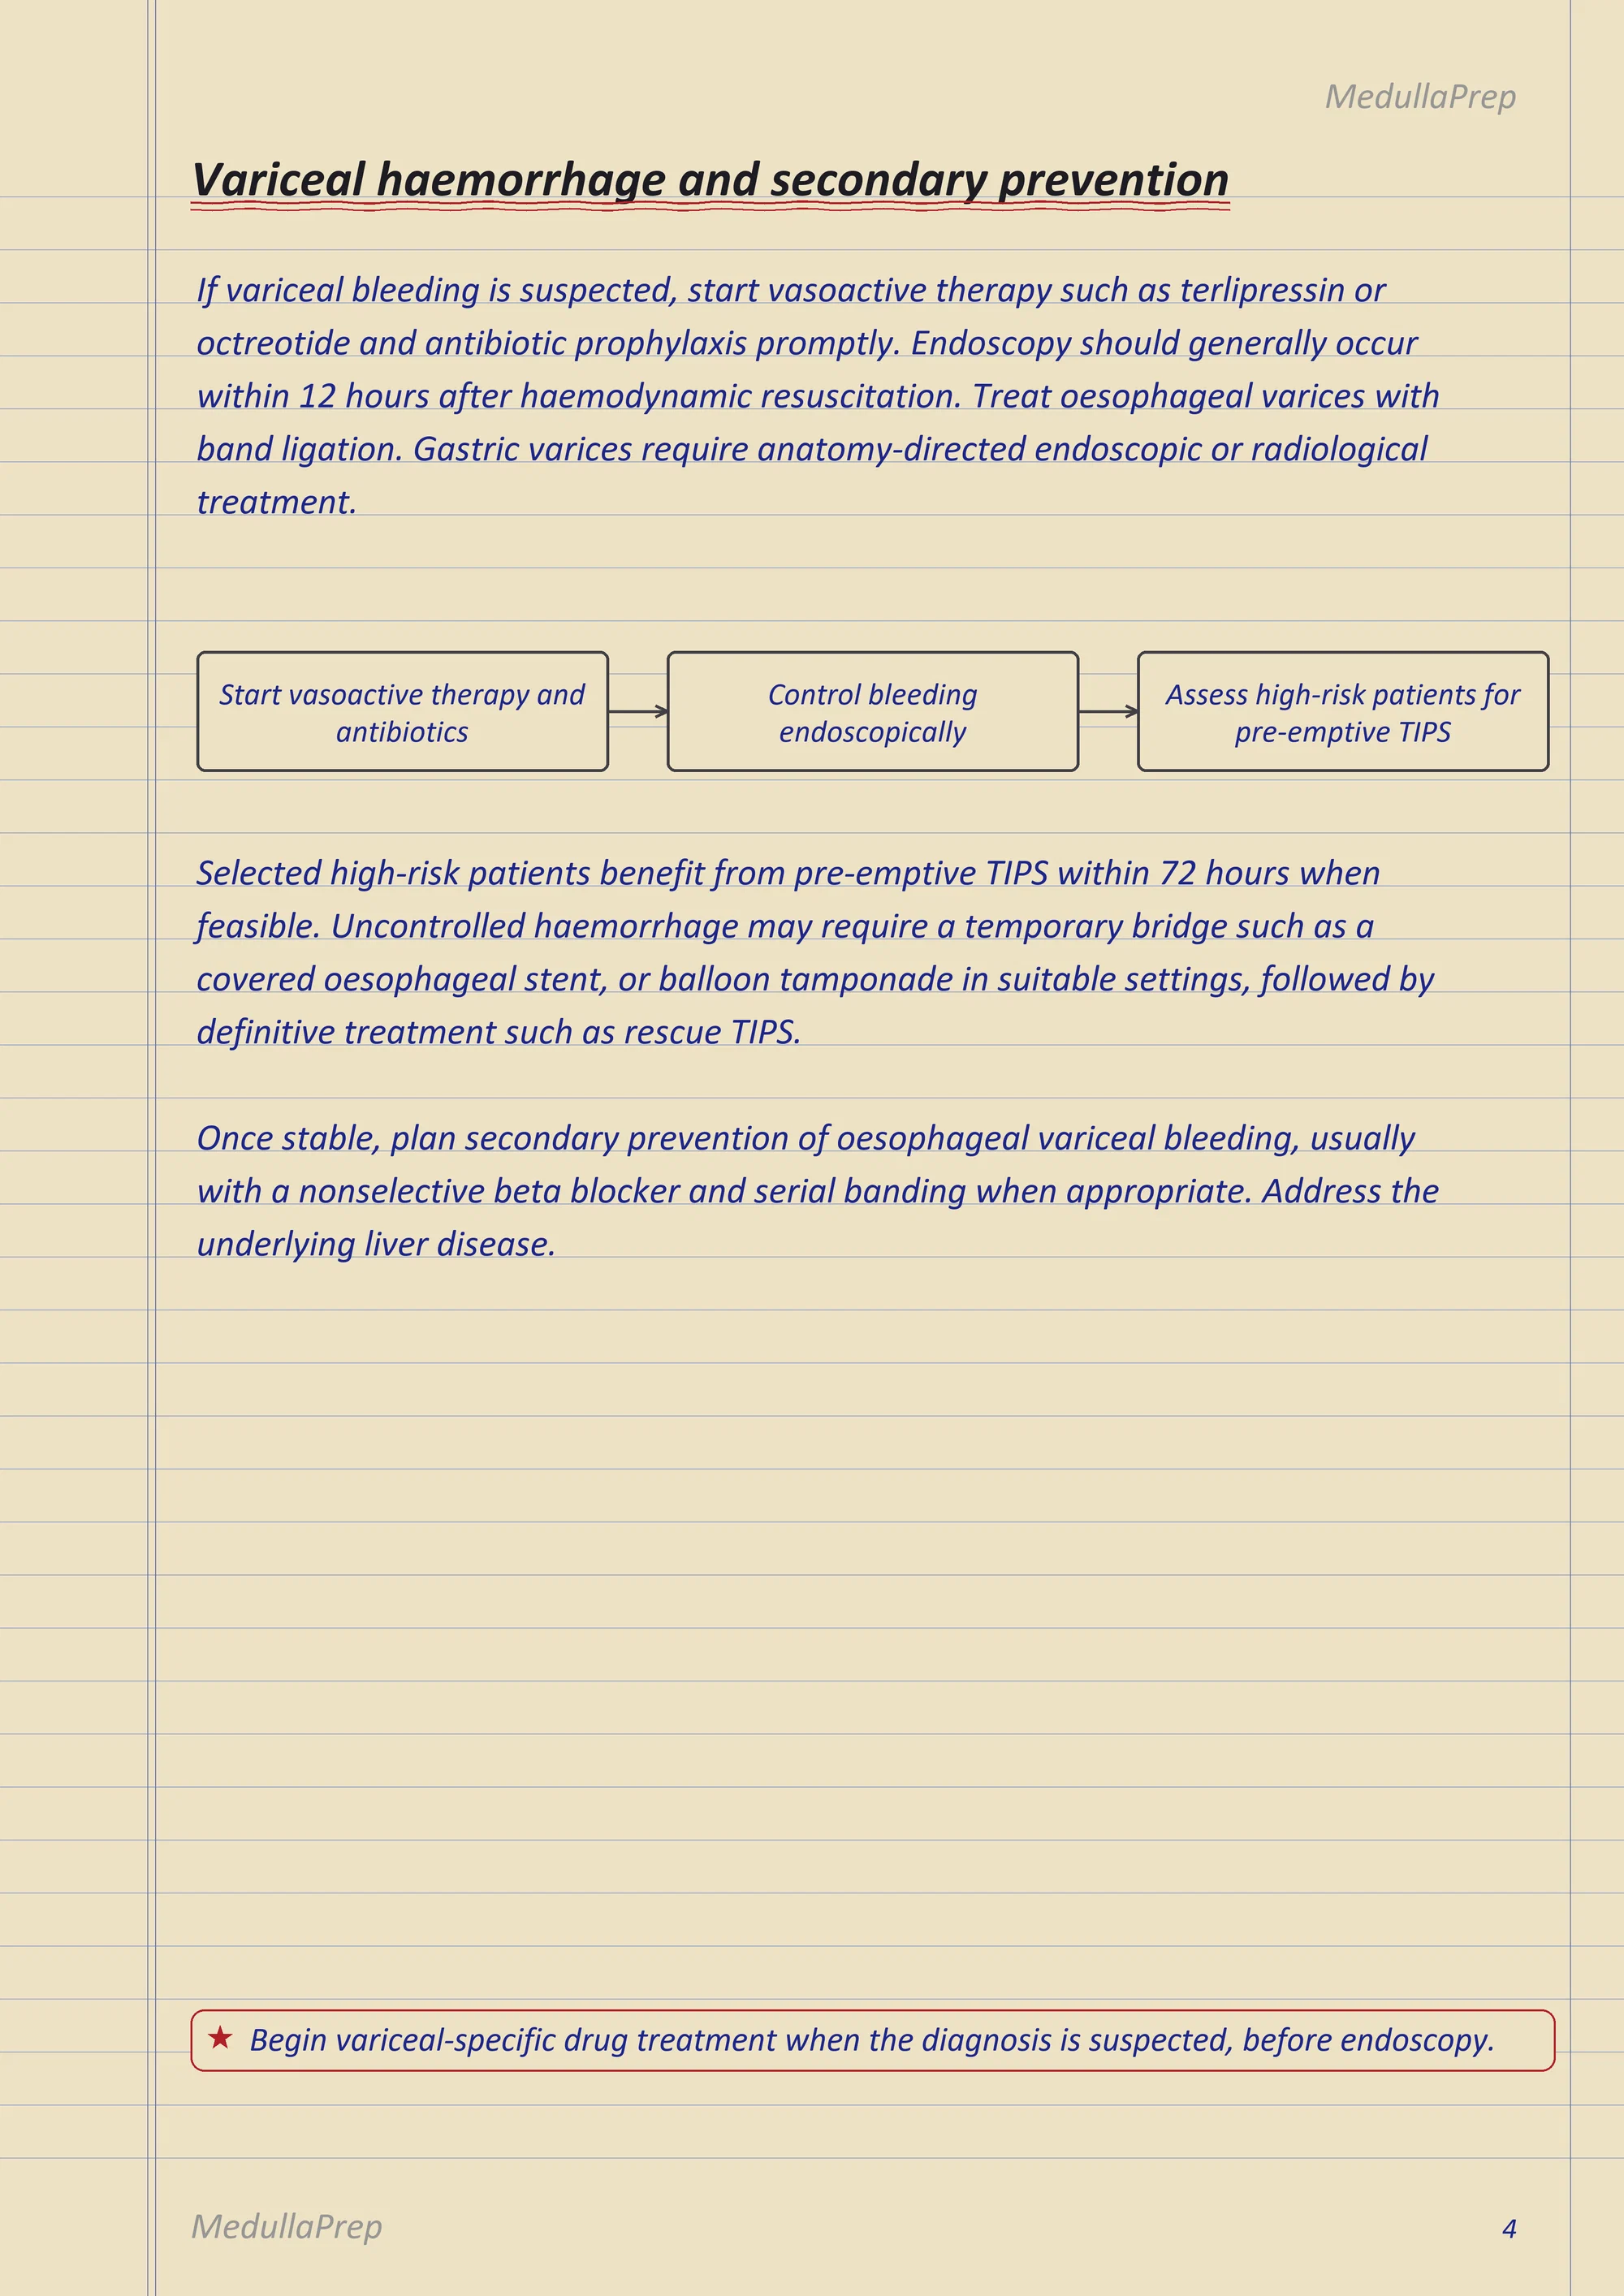 MedullaPrep
Variceal haemorrhage and secondary prevention
If variceal bleeding is suspected, start vasoactive therapy such as terlipressin or
octreotide and antibiotic prophylaxis promptly. Endoscopy should generally occur
within 12 hours after haemodynamic resuscitation. Treat oesophageal varices with
band ligation. Gastric varices require anatomy-directed endoscopic or radiological
treatment.
Start vasoactive therapy and
antibiotics
Control bleeding
endoscopically
Assess high-risk patients for
pre-emptive TIPS
Selected high-risk patients benefit from pre-emptive TIPS within 72 hours when
feasible. Uncontrolled haemorrhage may require a temporary bridge such as a
covered oesophageal stent, or balloon tamponade in suitable settings, followed by
definitive treatment such as rescue TIPS.
Once stable, plan secondary prevention of oesophageal variceal bleeding, usually
with a nonselective beta blocker and serial banding when appropriate. Address the
underlying liver disease.
★ Begin variceal-specific drug treatment when the diagnosis is suspected, before endoscopy.
MedullaPrep
4